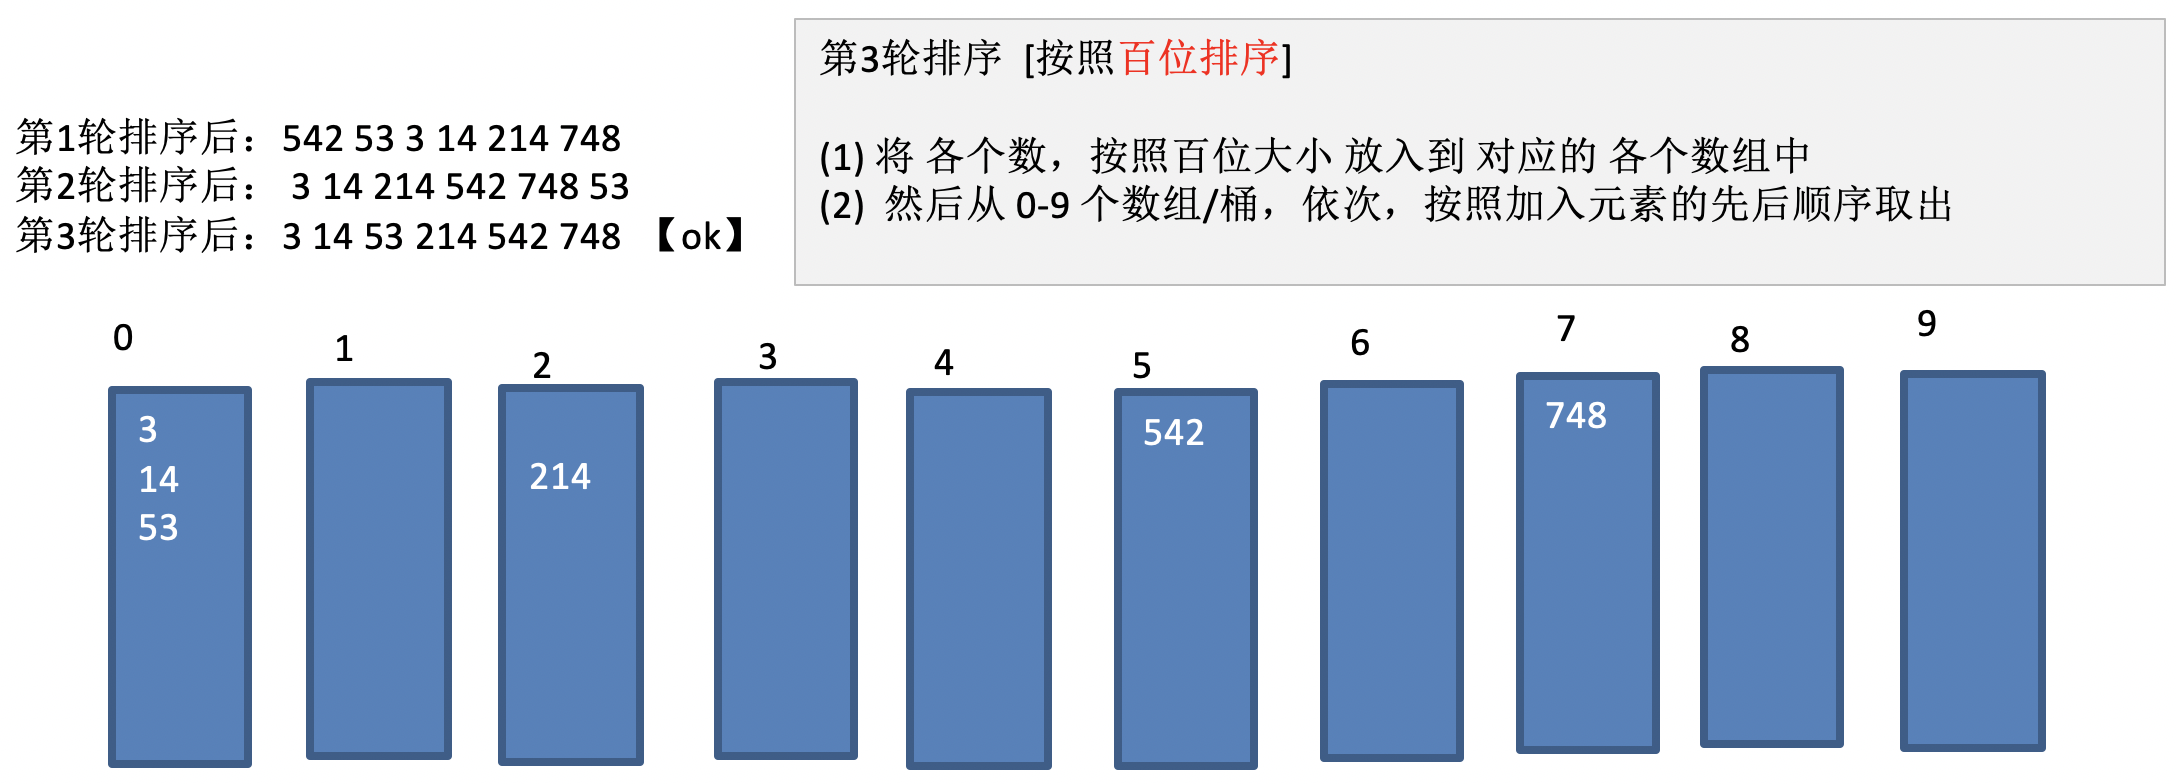 第3轮排序 [按照百位排序]
(1) 将 各个数，按照百位大小 放入到 对应的 各个数组中
(2) 然后从 0-9 个数组/桶，依次，按照加入元素的先后顺序取出
第1轮排序后：542 53 3 14 214 748
第2轮排序后： 3 14 214 542 748 53
第3轮排序后：3 14 53 214 542 748 【ok】
0
1
2
3
4
5
6
7
8
9
3
14
53
214
542
748